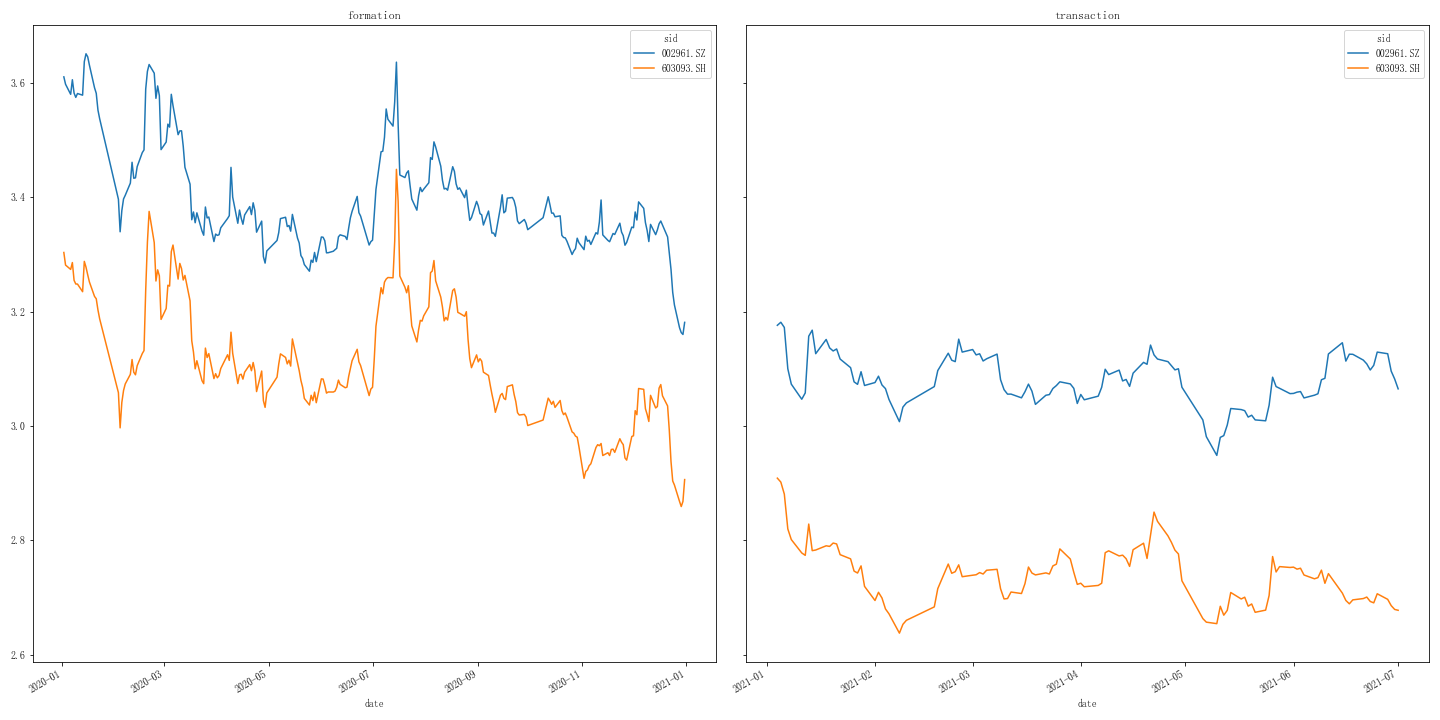 formation
sid
002961.SZ
603093.SH
3.6
3.4
3.2
3.0
2.8
2.6
2020-01
2020-03
2020-05
2020-07
2020-09
2020-11
2021-01
date
transaction
sid
002961.SZ
603093.SH
2021-01
2021-02
2021-03
2021-04
2021-05
2021-06
2021-07
date